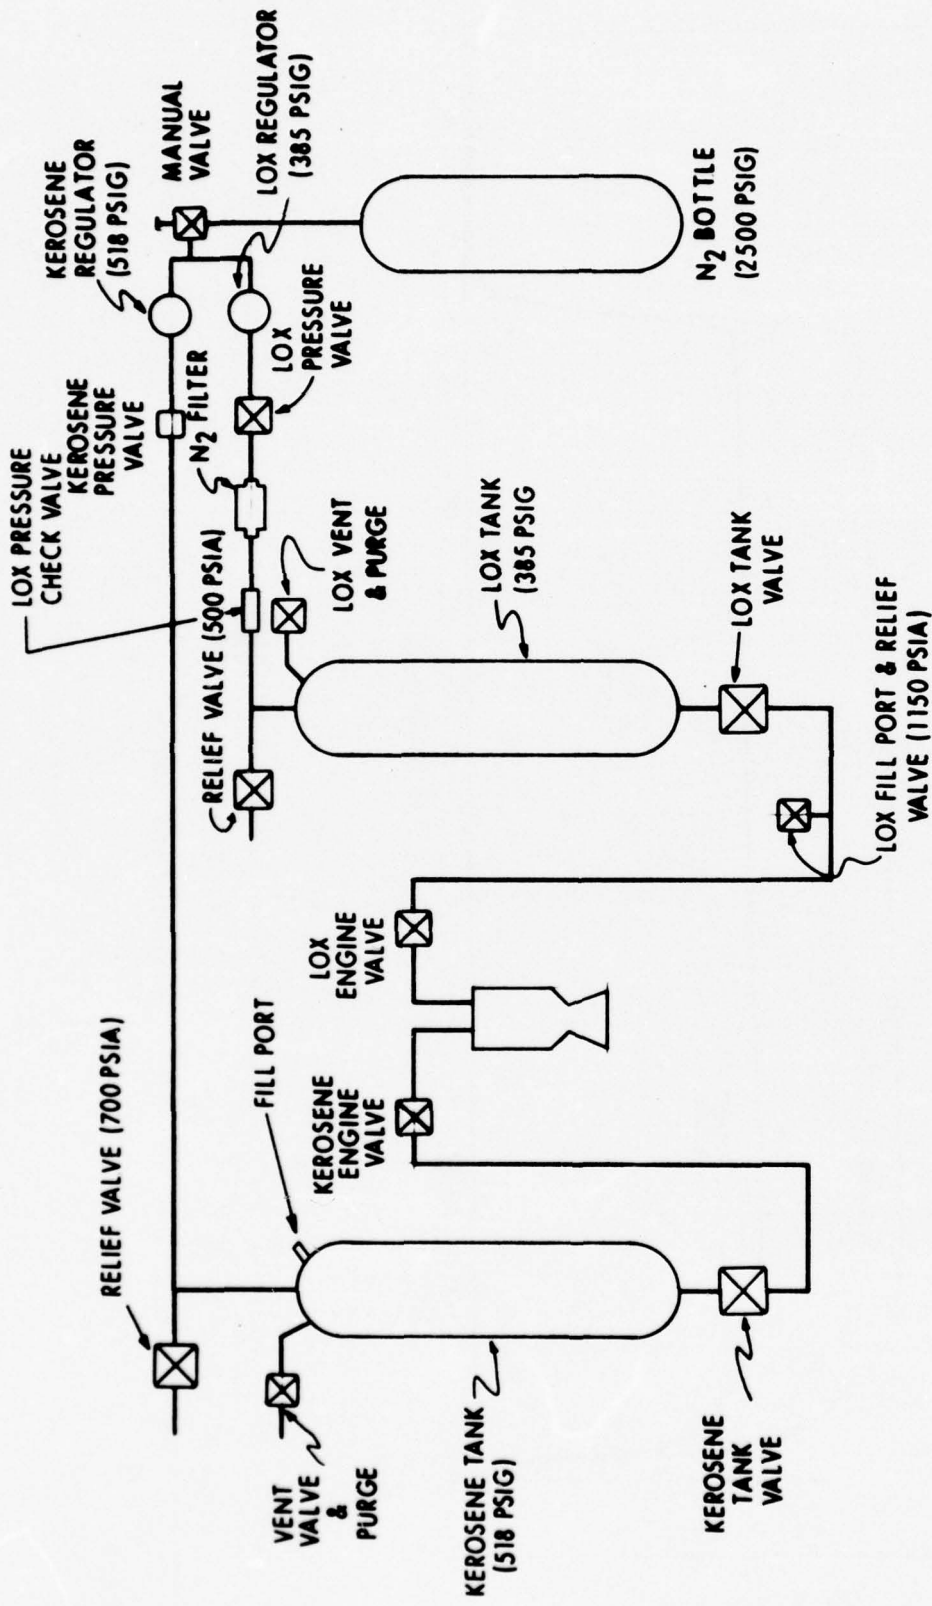 RELIEF VALVE (700 PSIA)
VENT
VALVE
&
PURGE
FILL PORT
KEROSENE TANK
(518 PSIG)
KEROSENE
TANK
VALVE
KEROSENE
ENGINE
VALVE
LOX
ENGINE
VALVE
RELIEF VALVE (500 PSIA)
LOX PRESSURE
CHECK VALVE
KEROSENE
PRESSURE
VALVE
N2 FILTER
LOX VENT
& PURGE
LOX TANK
(385 PSIG
LOX TANK
VALVE
LOX FILL PORT & RELIEF
VALVE (1150 PSIA)
KEROSENE
REGULATOR
(518 PSIG)
MANUAL
VALVE
LOX REGULATOR
(385 PSIG)
LOX
PRESSURE
VALVE
N2 BOTTLE
(2500 PSIG)